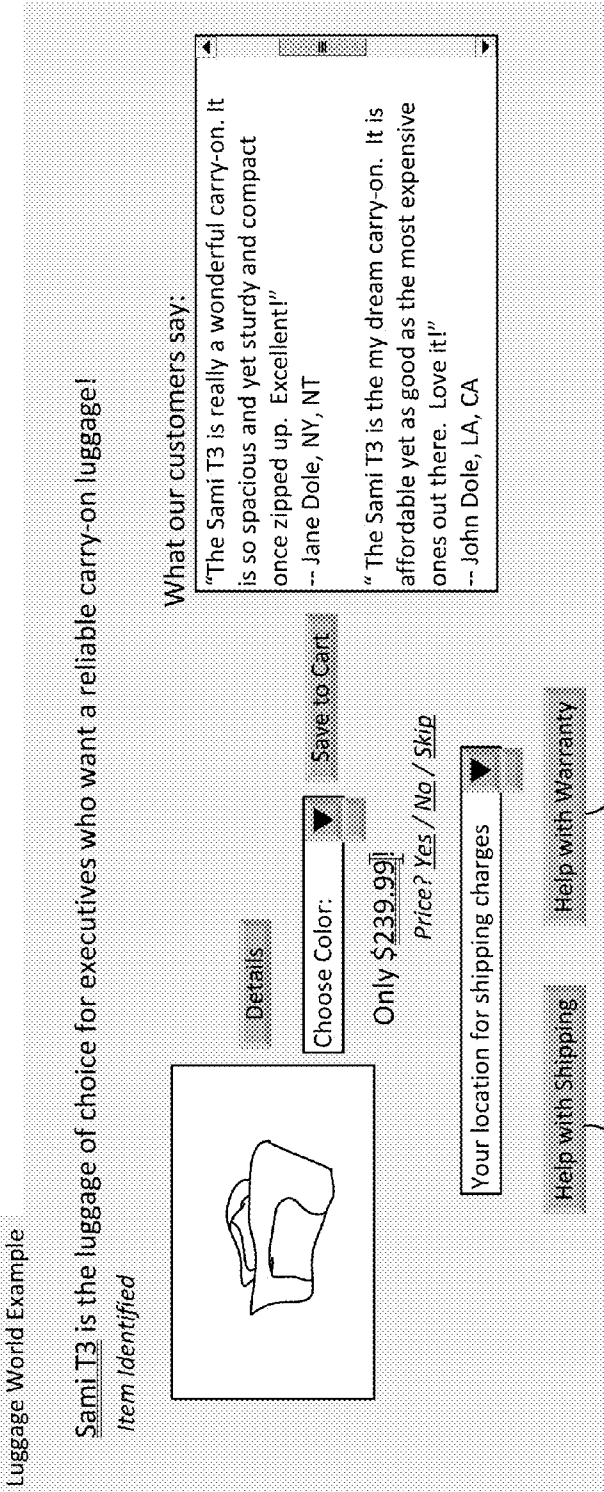 Luggage World Example
Sami T3 is the luggage of choice for executives who want a reliable carry-on luggage!
Item Identified
Details
Choose Color:
Save to Cart
Only $239.99!
Price? Yes / No / Skip
Your location for shipping charges
Help with Shipping
Help with Warranty
What our customers say:
“The Sami T3 is really a wonderful carry-on. It
is so spacious and yet sturdy and compact
once zipped up. Excellent!”
-- Jane Dole, NY, NT
“ The Sami T3 is the my dream carry-on. It is
affordable yet as good as the most expensive
ones out there. Love it!”
-- John Dole, LA, CA